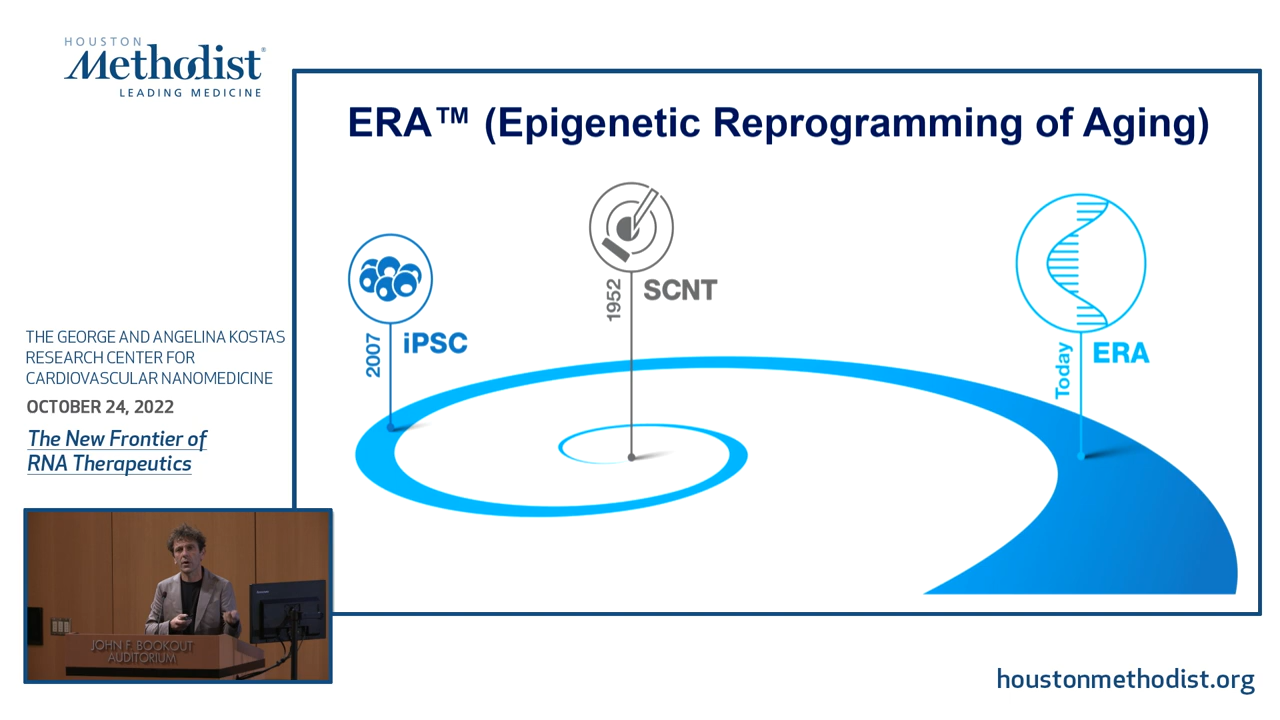 HOUSTON
Methodist®
LEADING MEDICINE
ERA™ (Epigenetic Reprogramming of Aging)
1952
SCNT
2007
iPSC
Today
ERA
THE GEORGE AND ANGELINA KOSTAS
RESEARCH CENTER FOR
CARDIOVASCULAR NANOMEDICINE
OCTOBER 24, 2022
The New Frontier of
RNA Therapeutics
JOHN F. BOOKOUT
AUDITORIUM
houstonmethodist.org